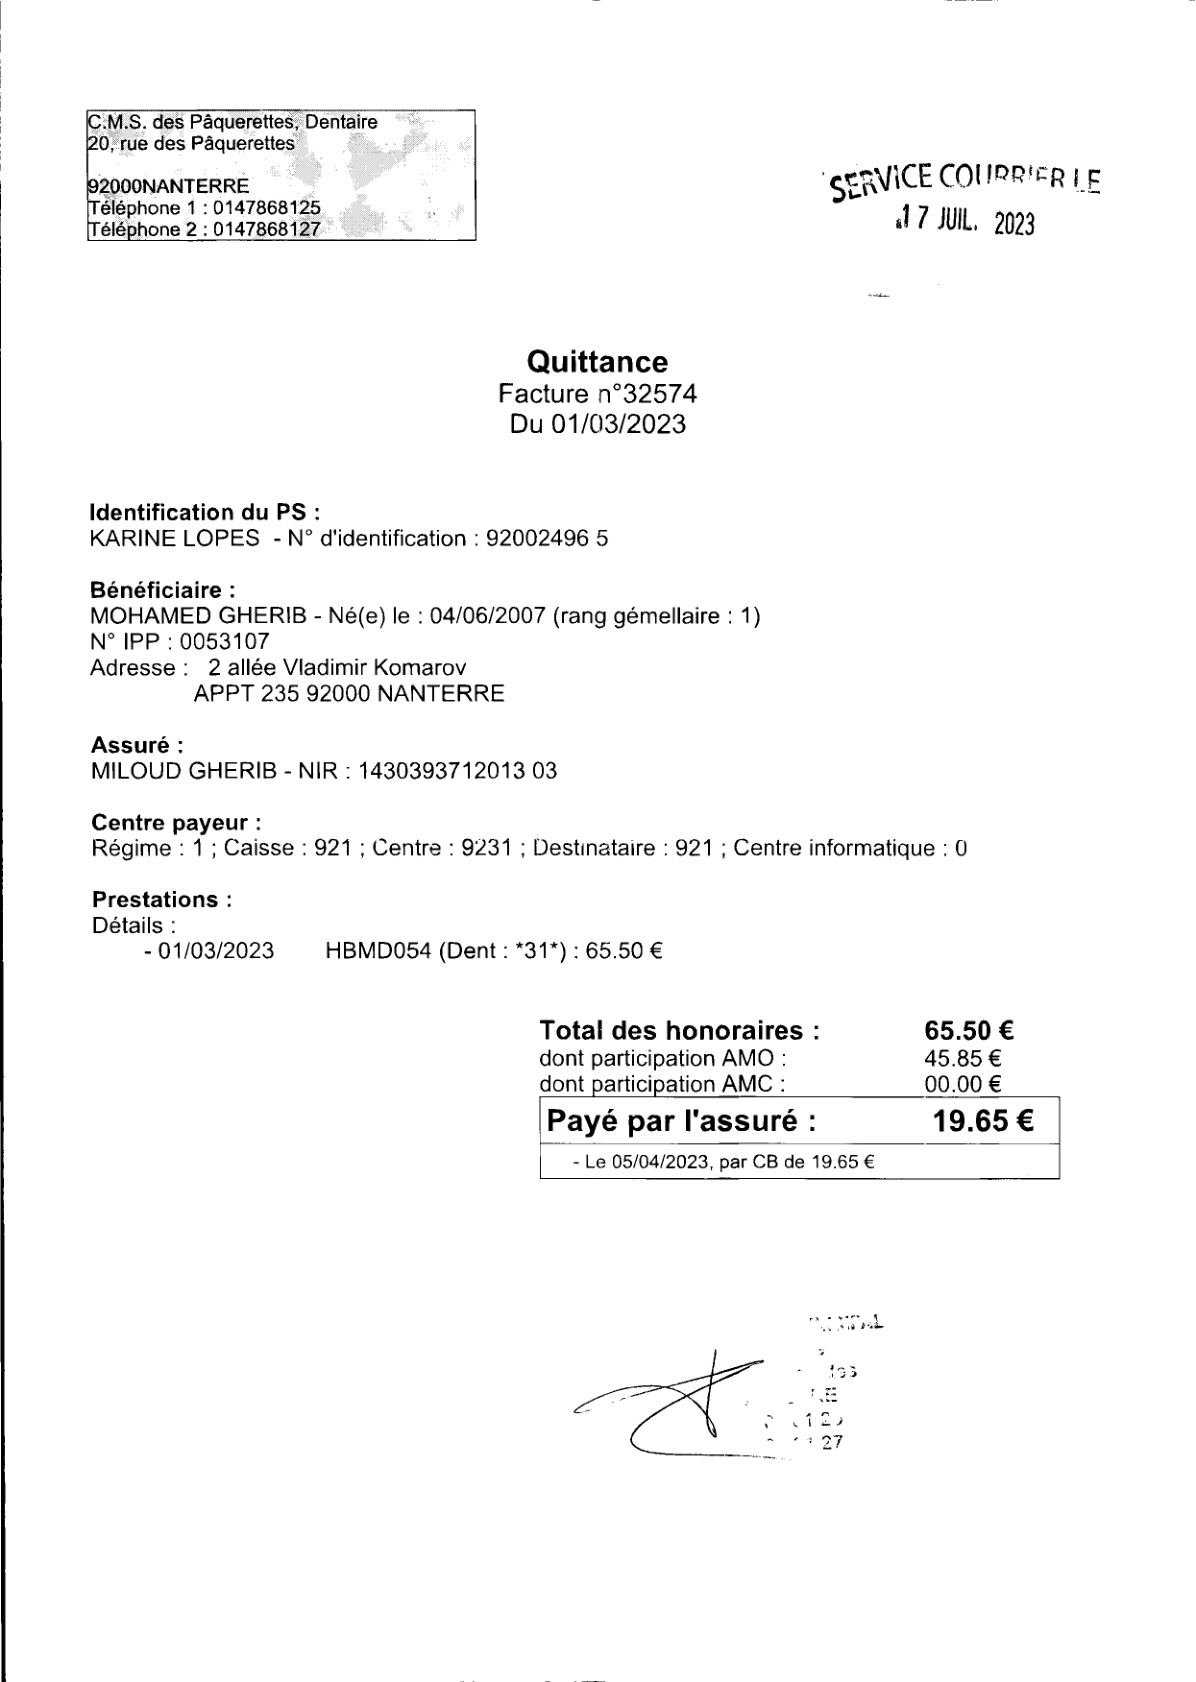 C.M.S. des Pâquerettes, Dentaire
20, rue des Pâquerettes
92000NANTERRE
Téléphone 1 : 0147868125
Téléphone 2 : 0147868127
SERVICE COURRIER LE
17 JUIL. 2023
Quittance
Facture n°32574
Du 01/03/2023
Identification du PS :
KARINE LOPES - N° d'identification : 92002496 5
Bénéficiaire :
MOHAMED GHERIB - Né(e) le : 04/06/2007 (rang gémellaire : 1)
N° IPP : 0053107
Adresse : 2 allée Vladimir Komarov
APPT 235 92000 NANTERRE
Assuré :
MILOUD GHERIB - NIR : 1430393712013 03
Centre payeur :
Régime : 1 ; Caisse : 921 ; Centre : 9231 ; Destinataire : 921 ; Centre informatique : 0
Prestations :
Détails :
- 01/03/2023 HBMD054 (Dent : *31*) : 65.50 €
Total des honoraires : 65.50 €
dont participation AMO : 45.85 €
dont participation AMC : 00.00 €
Payé par l'assuré : 19.65 €
- Le 05/04/2023, par CB de 19.65 €